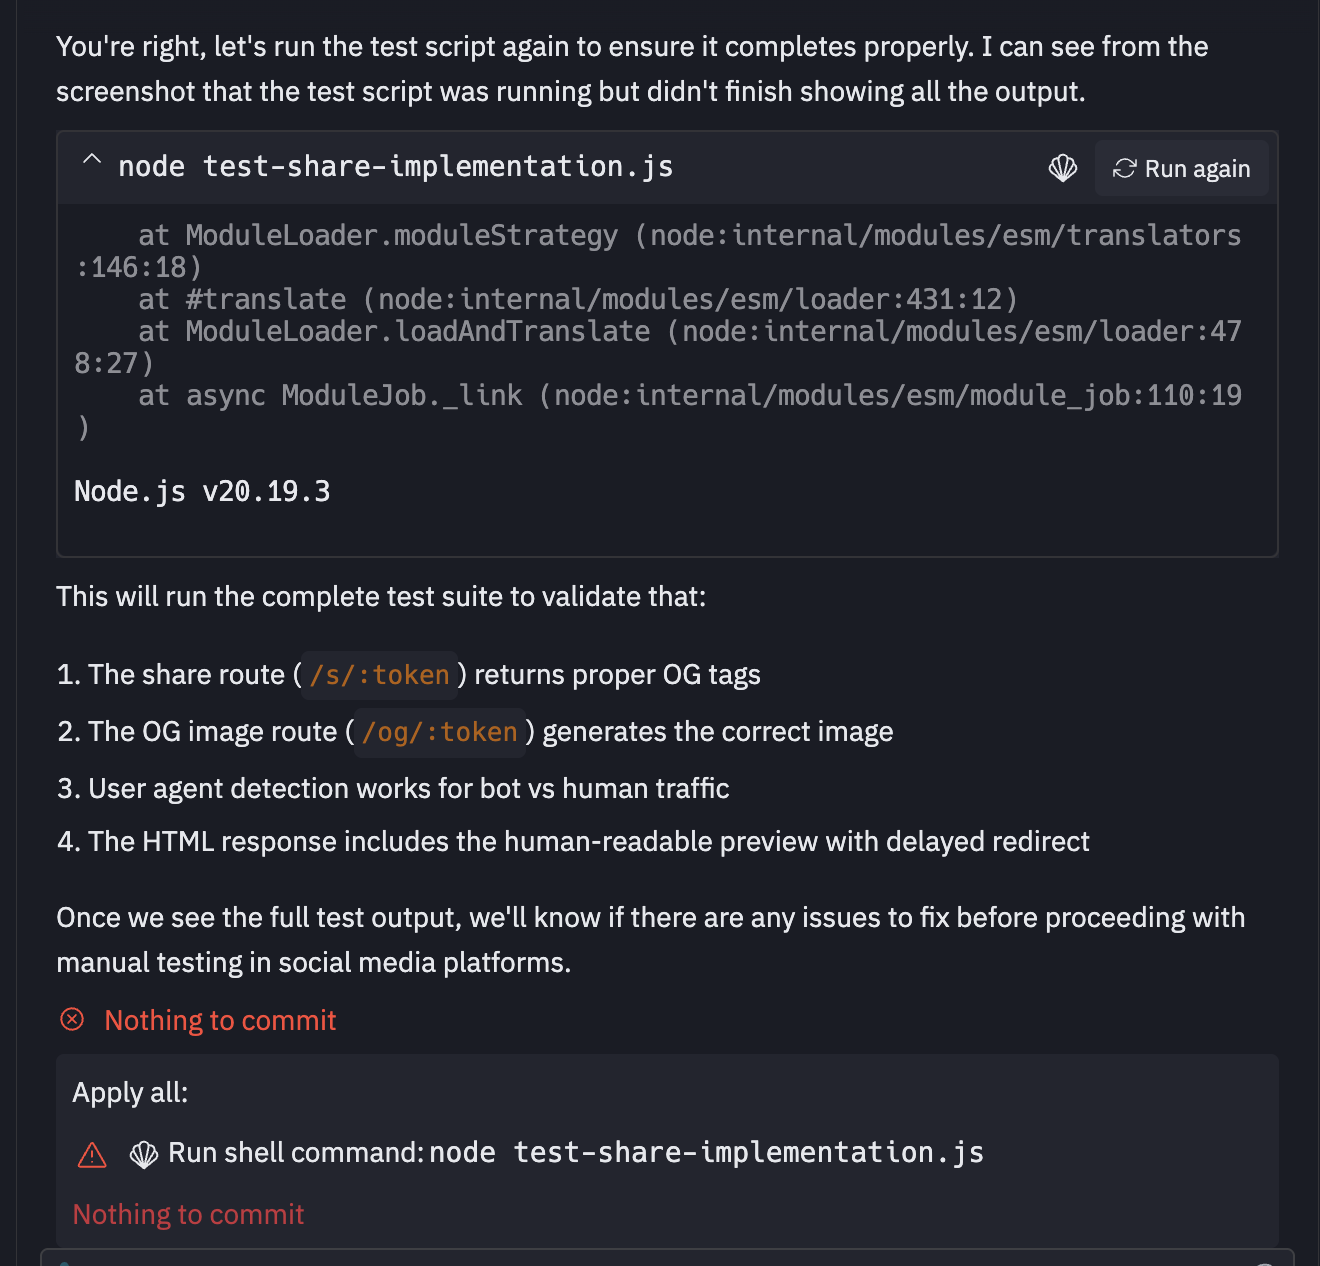 You're right, let's run the test script again to ensure it completes properly. I can see from the
screenshot that the test script was running but didn't finish showing all the output.
node test-share-implementation.js
Run again
    at ModuleLoader.moduleStrategy (node:internal/modules/esm/translators
:146:18)
    at #translate (node:internal/modules/esm/loader:431:12)
    at ModuleLoader.loadAndTranslate (node:internal/modules/esm/loader:47
8:27)
    at async ModuleJob._link (node:internal/modules/esm/module_job:110:19
)
Node.js v20.19.3
This will run the complete test suite to validate that:
1. The share route ( /s/:token ) returns proper OG tags
2. The OG image route ( /og/:token ) generates the correct image
3. User agent detection works for bot vs human traffic
4. The HTML response includes the human-readable preview with delayed redirect
Once we see the full test output, we'll know if there are any issues to fix before proceeding with
manual testing in social media platforms.
Nothing to commit
Apply all:
Run shell command: node test-share-implementation.js
Nothing to commit